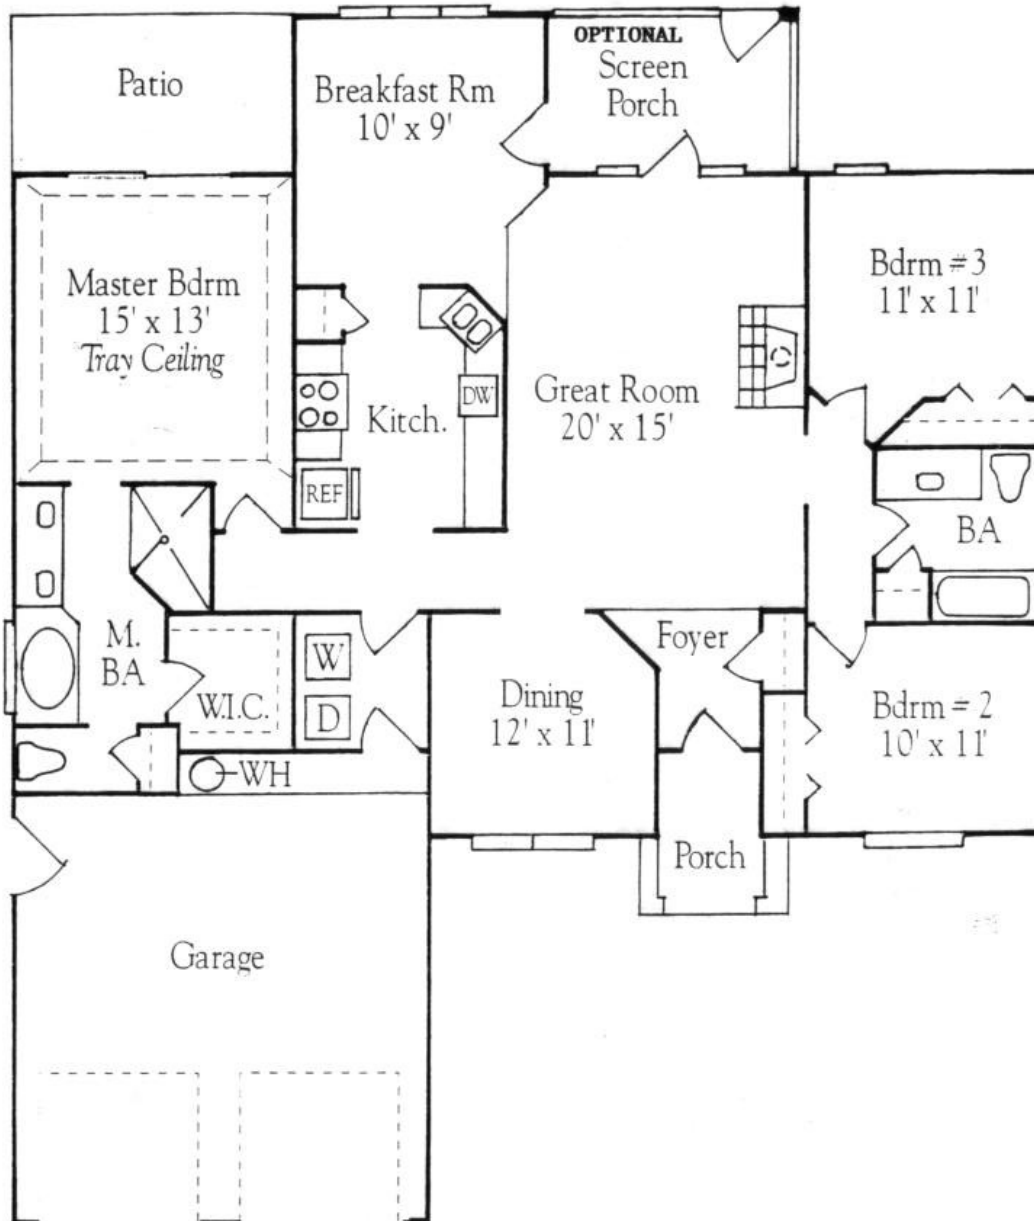 OPTIONAL
Screen
Porch
Patio
Breakfast Rm
10' x 9'
Master Bdrm
15' x 13'
Tray Ceiling
Bdrm #3
11' x 11'
Great Room
20' x 15'
Kitch.
DW
REF
BA
M.
BA
W.I.C.
W
D
Foyer
Dining
12' x 11'
Bdrm #2
10' x 11'
WH
Porch
Garage